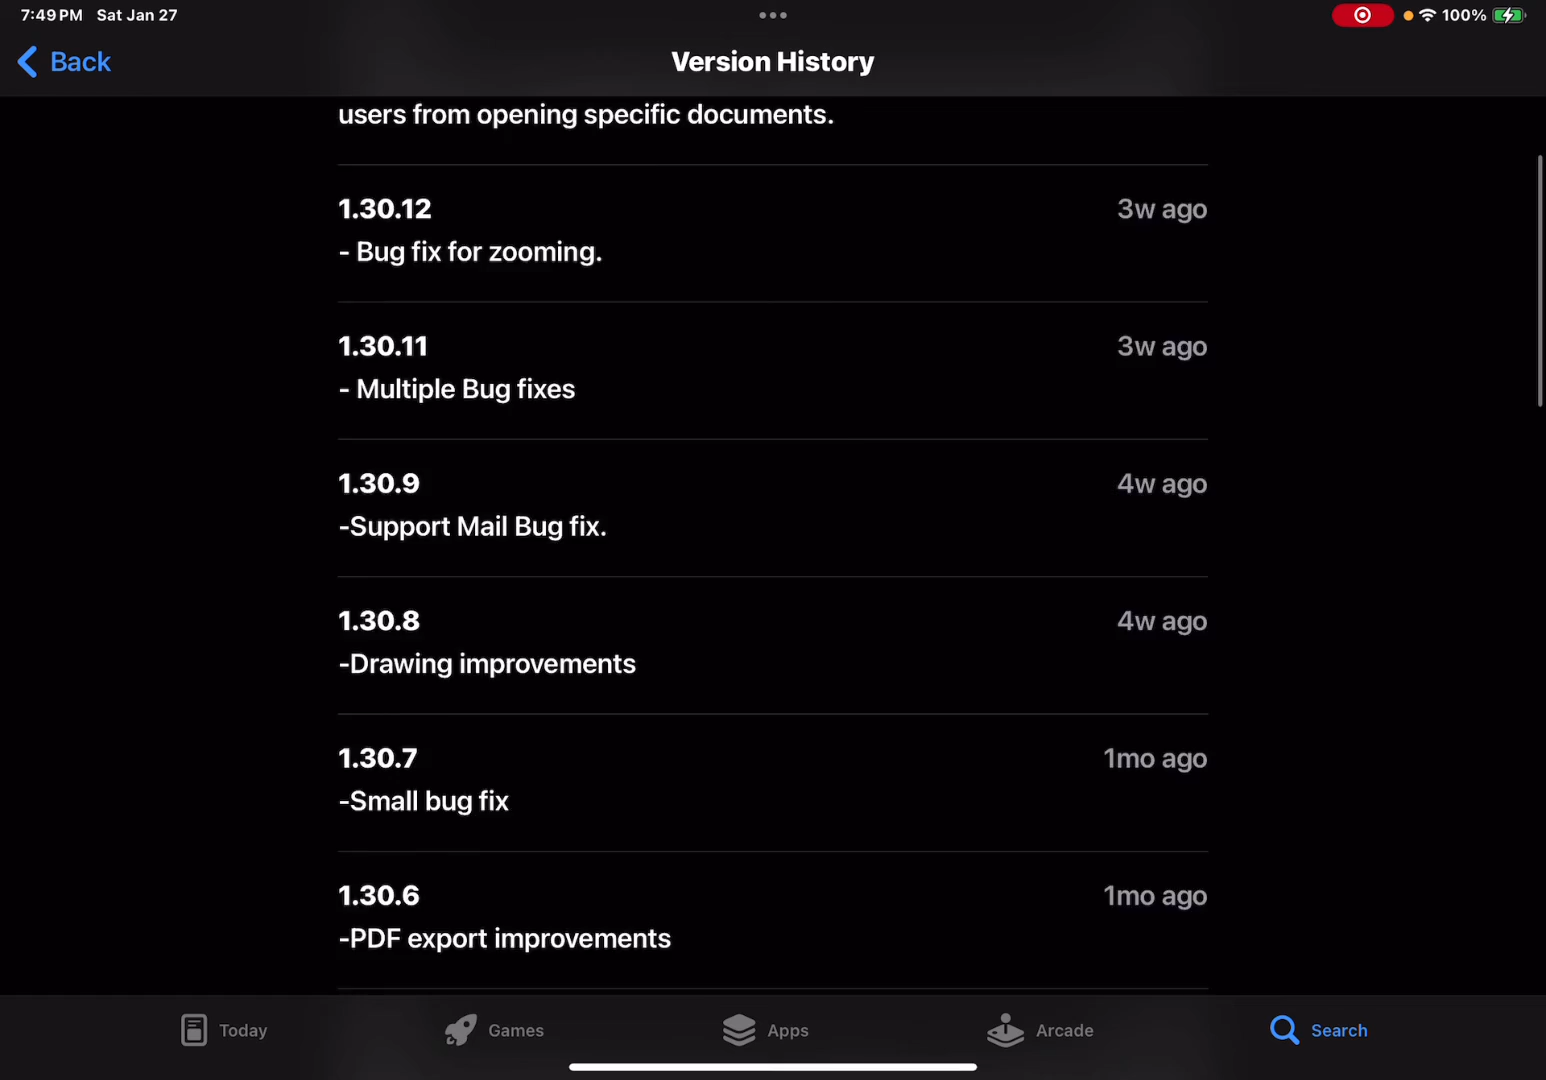 7:49 PM Sat Jan 27
100%
Back
Version History
users from opening specific documents.
1.30.12
3w ago
- Bug fix for zooming.
1.30.11
3w ago
- Multiple Bug fixes
1.30.9
4w ago
-Support Mail Bug fix.
1.30.8
4w ago
-Drawing improvements
1.30.7
1mo ago
-Small bug fix
1.30.6
1mo ago
-PDF export improvements
Today
Games
Apps
Arcade
Search